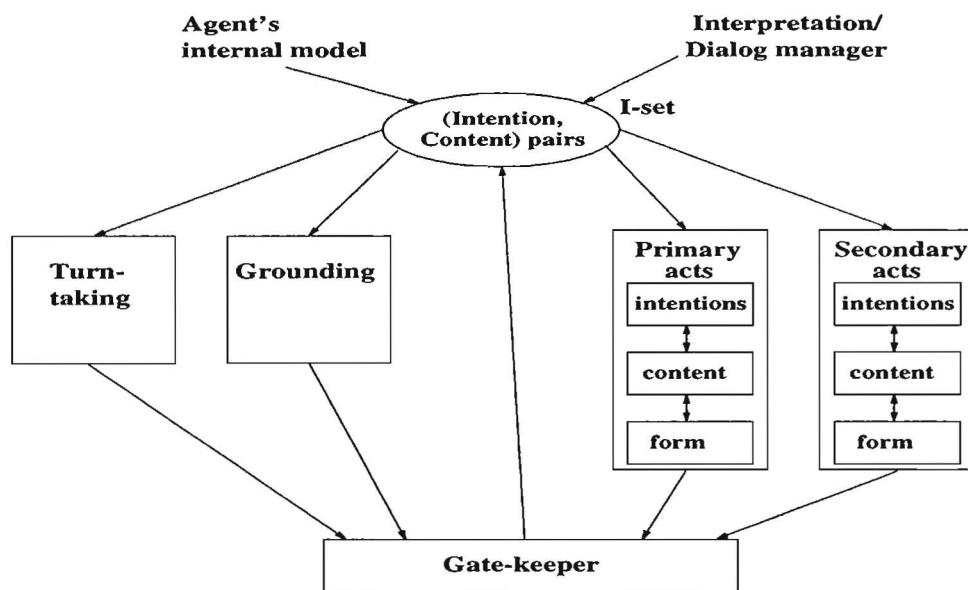 Agent's
internal model
Interpretation/
Dialog manager
I-set
(Intention,
Content) pairs
Turn-
taking
Grounding
Primary
acts
intentions
content
form
Secondary
acts
intentions
content
form
Gate-keeper